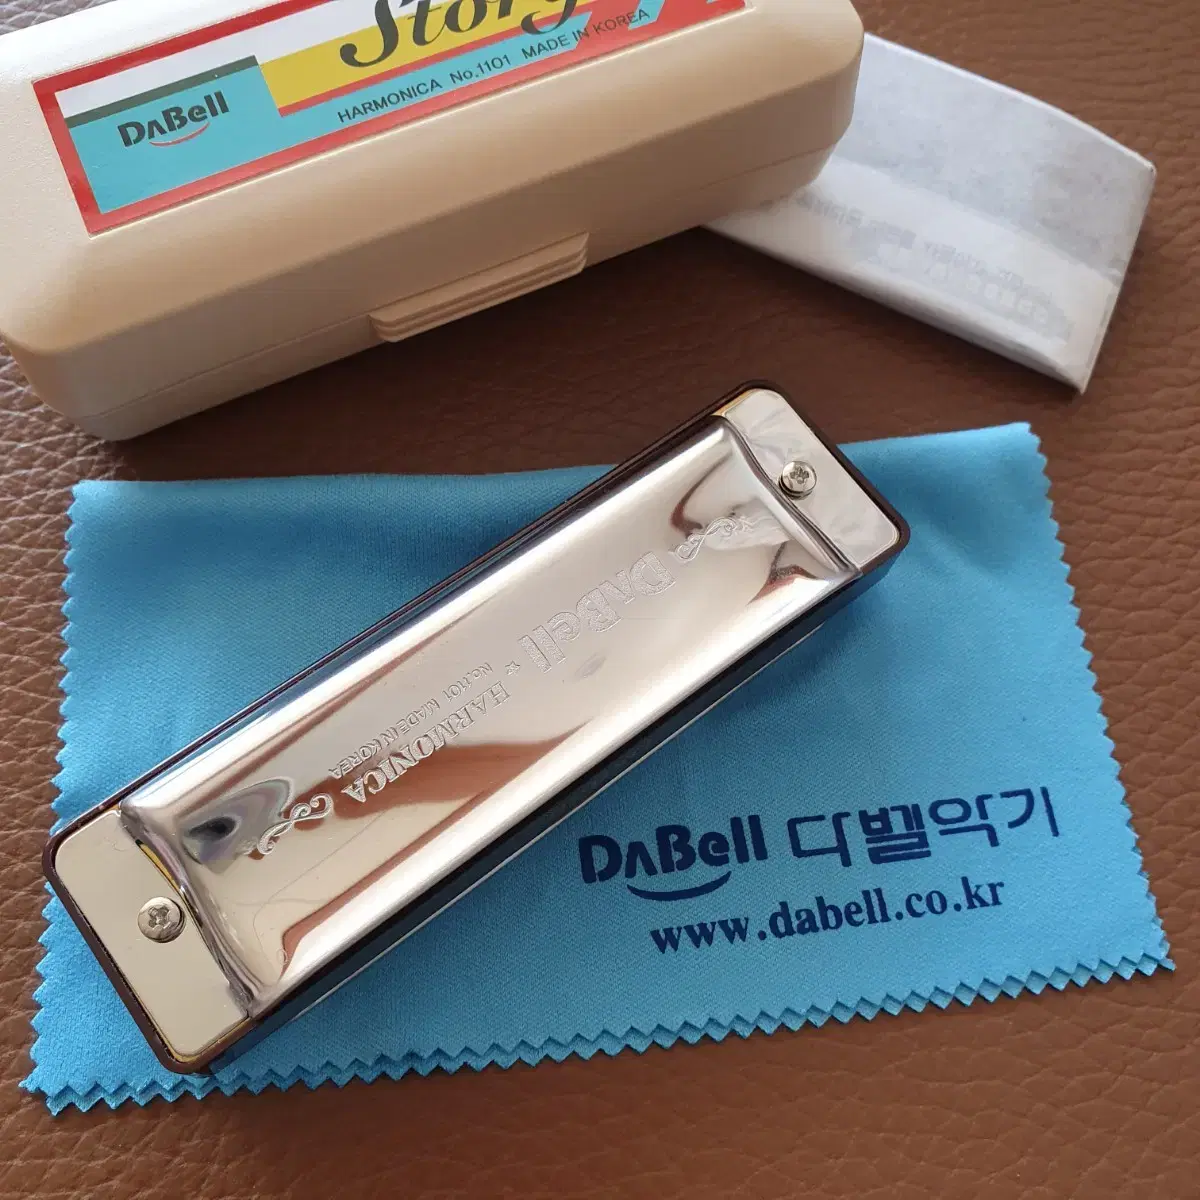 Story
DABell
HARMONICA No.1101 MADE IN KOREA
DABell
HARMONICA
No.1101 MADE IN KOREA
DABell 다벨악기
www.dabell.co.kr